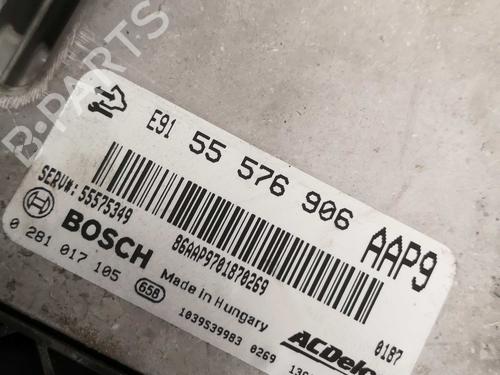 B-PARTS
E91 55 576 906 AAP9
SERV#: 55575349
86AAP9701870269
BOSCH
0 281 017 105
658
Made in Hungary
0187
1039S39983 0269
ACDelco